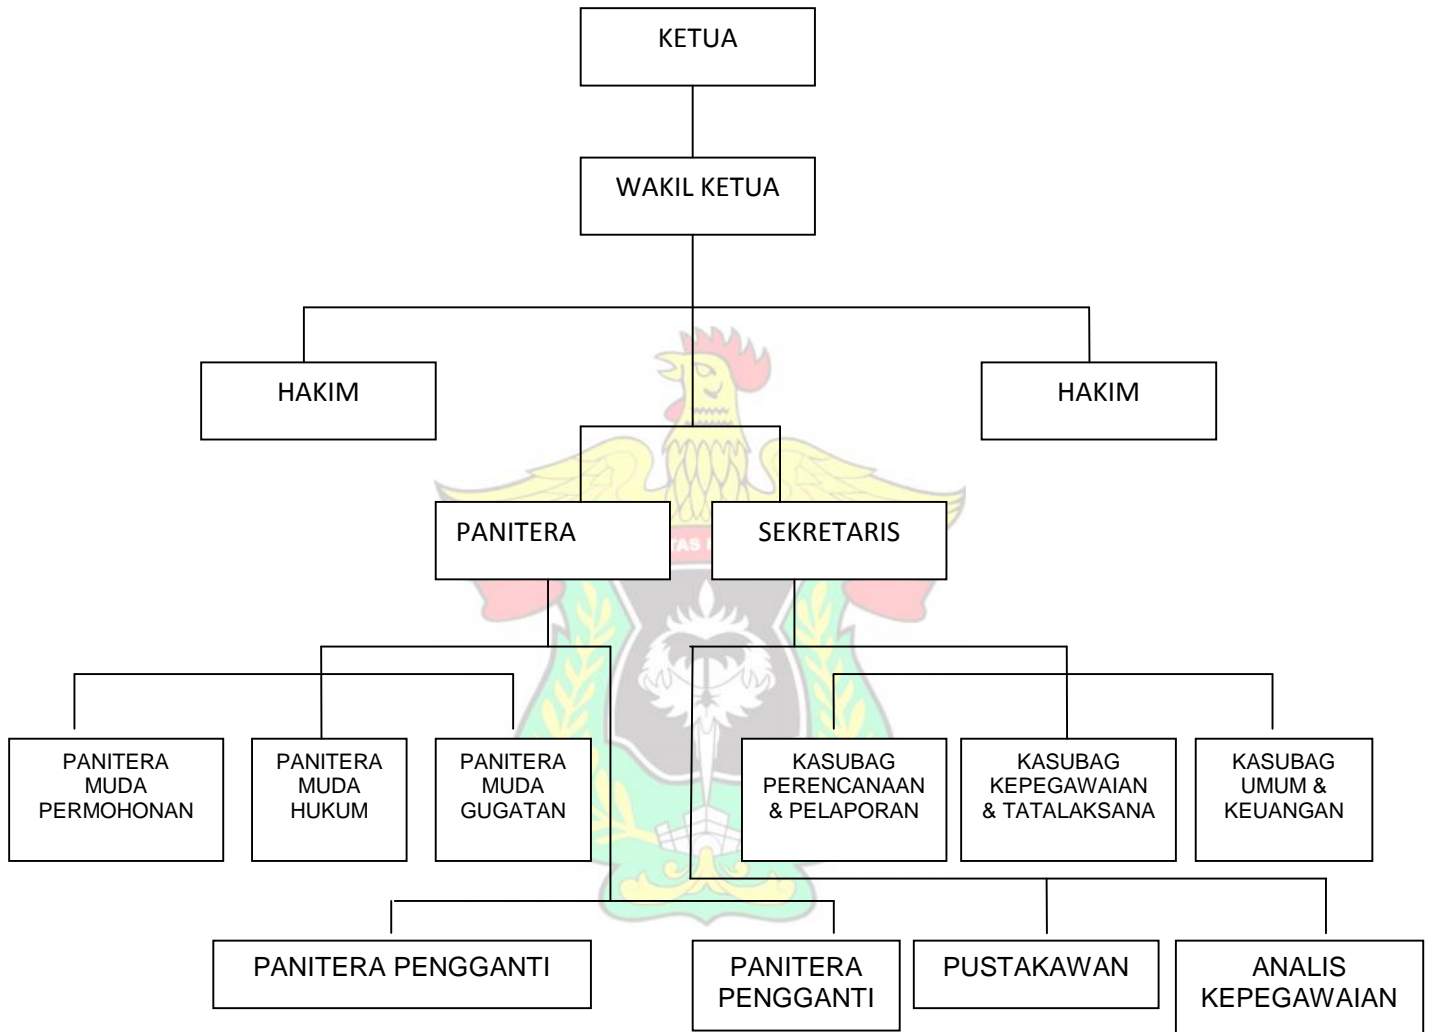 KETUA
WAKIL KETUA
HAKIM
HAKIM
PANITERA
SEKRETARIS
TAS
PANITERA
MUDA
PERMOHONAN
PANITERA
MUDA
HUKUM
PANITERA
MUDA
GUGATAN
KASUBAG
PERENCANAAN
& PELAPORAN
KASUBAG
KEPEGAWAIAN
& TATALAKSANA
KASUBAG
UMUM &
KEUANGAN
PANITERA PENGGANTI
PANITERA
PENGGANTI
PUSTAKAWAN
ANALIS
KEPEGAWAIAN